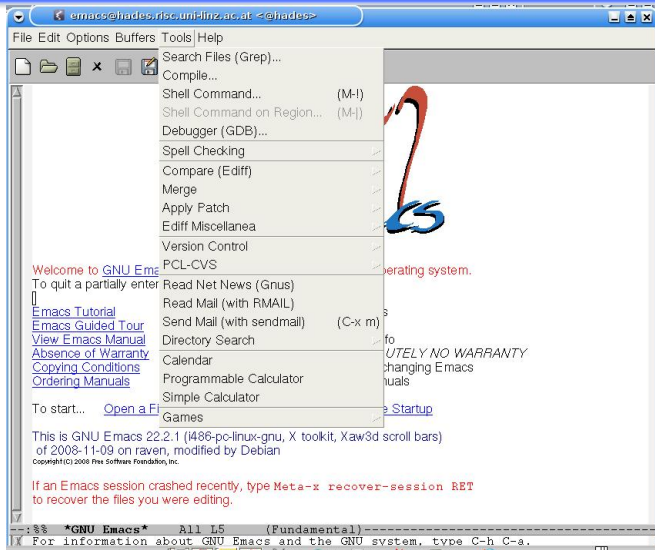 emacs@hades.risc.uni-linz.ac.at <@hades>
File Edit Options Buffers Tools Help
Search Files (Grep)...
Compile...
Shell Command... (M-!)
Shell Command on Region... (M-|)
Debugger (GDB)...
Spell Checking
Compare (Ediff)
Merge
Apply Patch
Ediff Miscellanea
Version Control
PCL-CVS
Read Net News (Gnus)
Read Mail (with RMAIL)
Send Mail (with sendmail) (C-x m)
Directory Search
Calendar
Programmable Calculator
Simple Calculator
Games
cs
Welcome to GNU Ema erating system.
To quit a partially enter
Emacs Tutorial s
Emacs Guided Tour
View Emacs Manual fo
Absence of Warranty UTELY NO WARRANTY
Copying Conditions changing Emacs
Ordering Manuals uals
To start... Open a Fi e Startup
This is GNU Emacs 22.2.1 (i486-pc-linux-gnu, X toolkit, Xaw3d scroll bars)
of 2008-11-09 on raven, modified by Debian
Copyright (C) 2008 Free Software Foundation, Inc.
If an Emacs session crashed recently, type Meta-x recover-session RET
to recover the files you were editing.
--:%% *GNU Emacs* All L5 (Fundamental)--
For information about GNU Emacs and the GNU system, type C-h C-a.